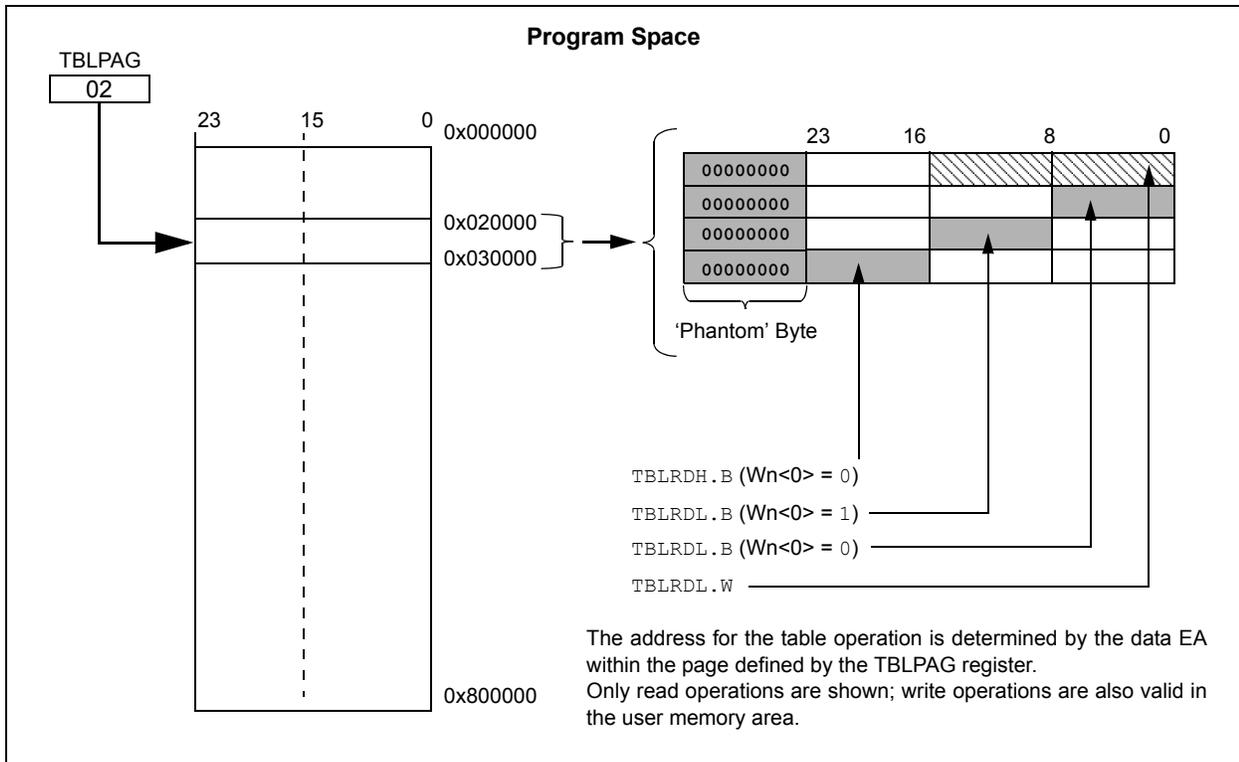 Program Space
TBLPAG
02
23 15 0
0x000000
0x020000
0x030000
0x800000
23 16 8 0
00000000
00000000
00000000
00000000
‘Phantom’ Byte
TBLRDH.B (Wn<0> = 0)
TBLRDL.B (Wn<0> = 1)
TBLRDL.B (Wn<0> = 0)
TBLRDL.W
The address for the table operation is determined by the data EA
within the page defined by the TBLPAG register.
Only read operations are shown; write operations are also valid in
the user memory area.